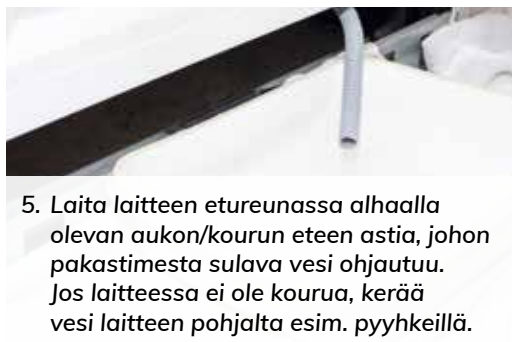 5. Laita laitteen etureunassa alhaalla
olevan aukon/kourun eteen astia, johon
pakastimesta sulava vesi ohjautuu.
Jos laitteessa ei ole kourua, kerää
vesi laitteen pohjalta esim. pyyhkeillä.